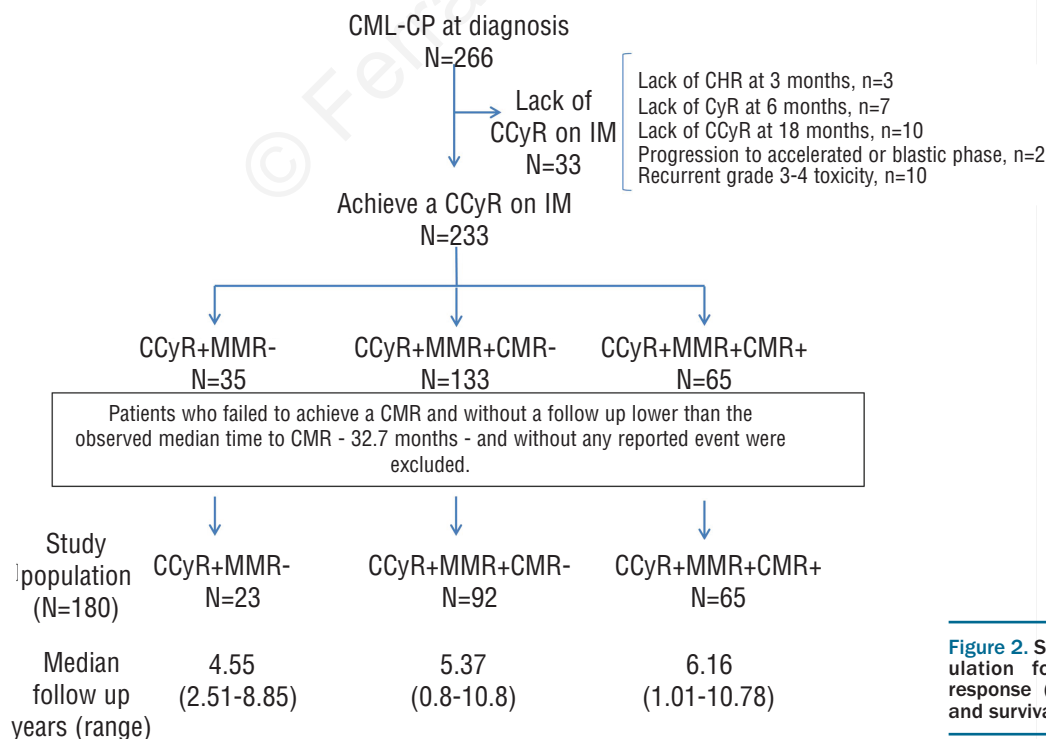 © Ferra
CML-CP at diagnosis
N=266
Lack of
CCyR on IM
N=33
Lack of CHR at 3 months, n=3
Lack of CyR at 6 months, n=7
Lack of CCyR at 18 months, n=10
Progression to accelerated or blastic phase, n=2
Recurrent grade 3-4 toxicity, n=10
Achieve a CCyR on IM
N=233
CCyR+MMR-
N=35
CCyR+MMR+CMR-
N=133
CCyR+MMR+CMR+
N=65
Patients who failed to achieve a CMR and without a follow up lower than the
observed median time to CMR - 32.7 months - and without any reported event were
excluded.
Study
population
(N=180)
CCyR+MMR-
N=23
CCyR+MMR+CMR-
N=92
CCyR+MMR+CMR+
N=65
Median
follow up
years (range)
4.55
(2.51-8.85)
5.37
(0.8-10.8)
6.16
(1.01-10.78)
Figure 2. S
ulation fo
response (
and surviva